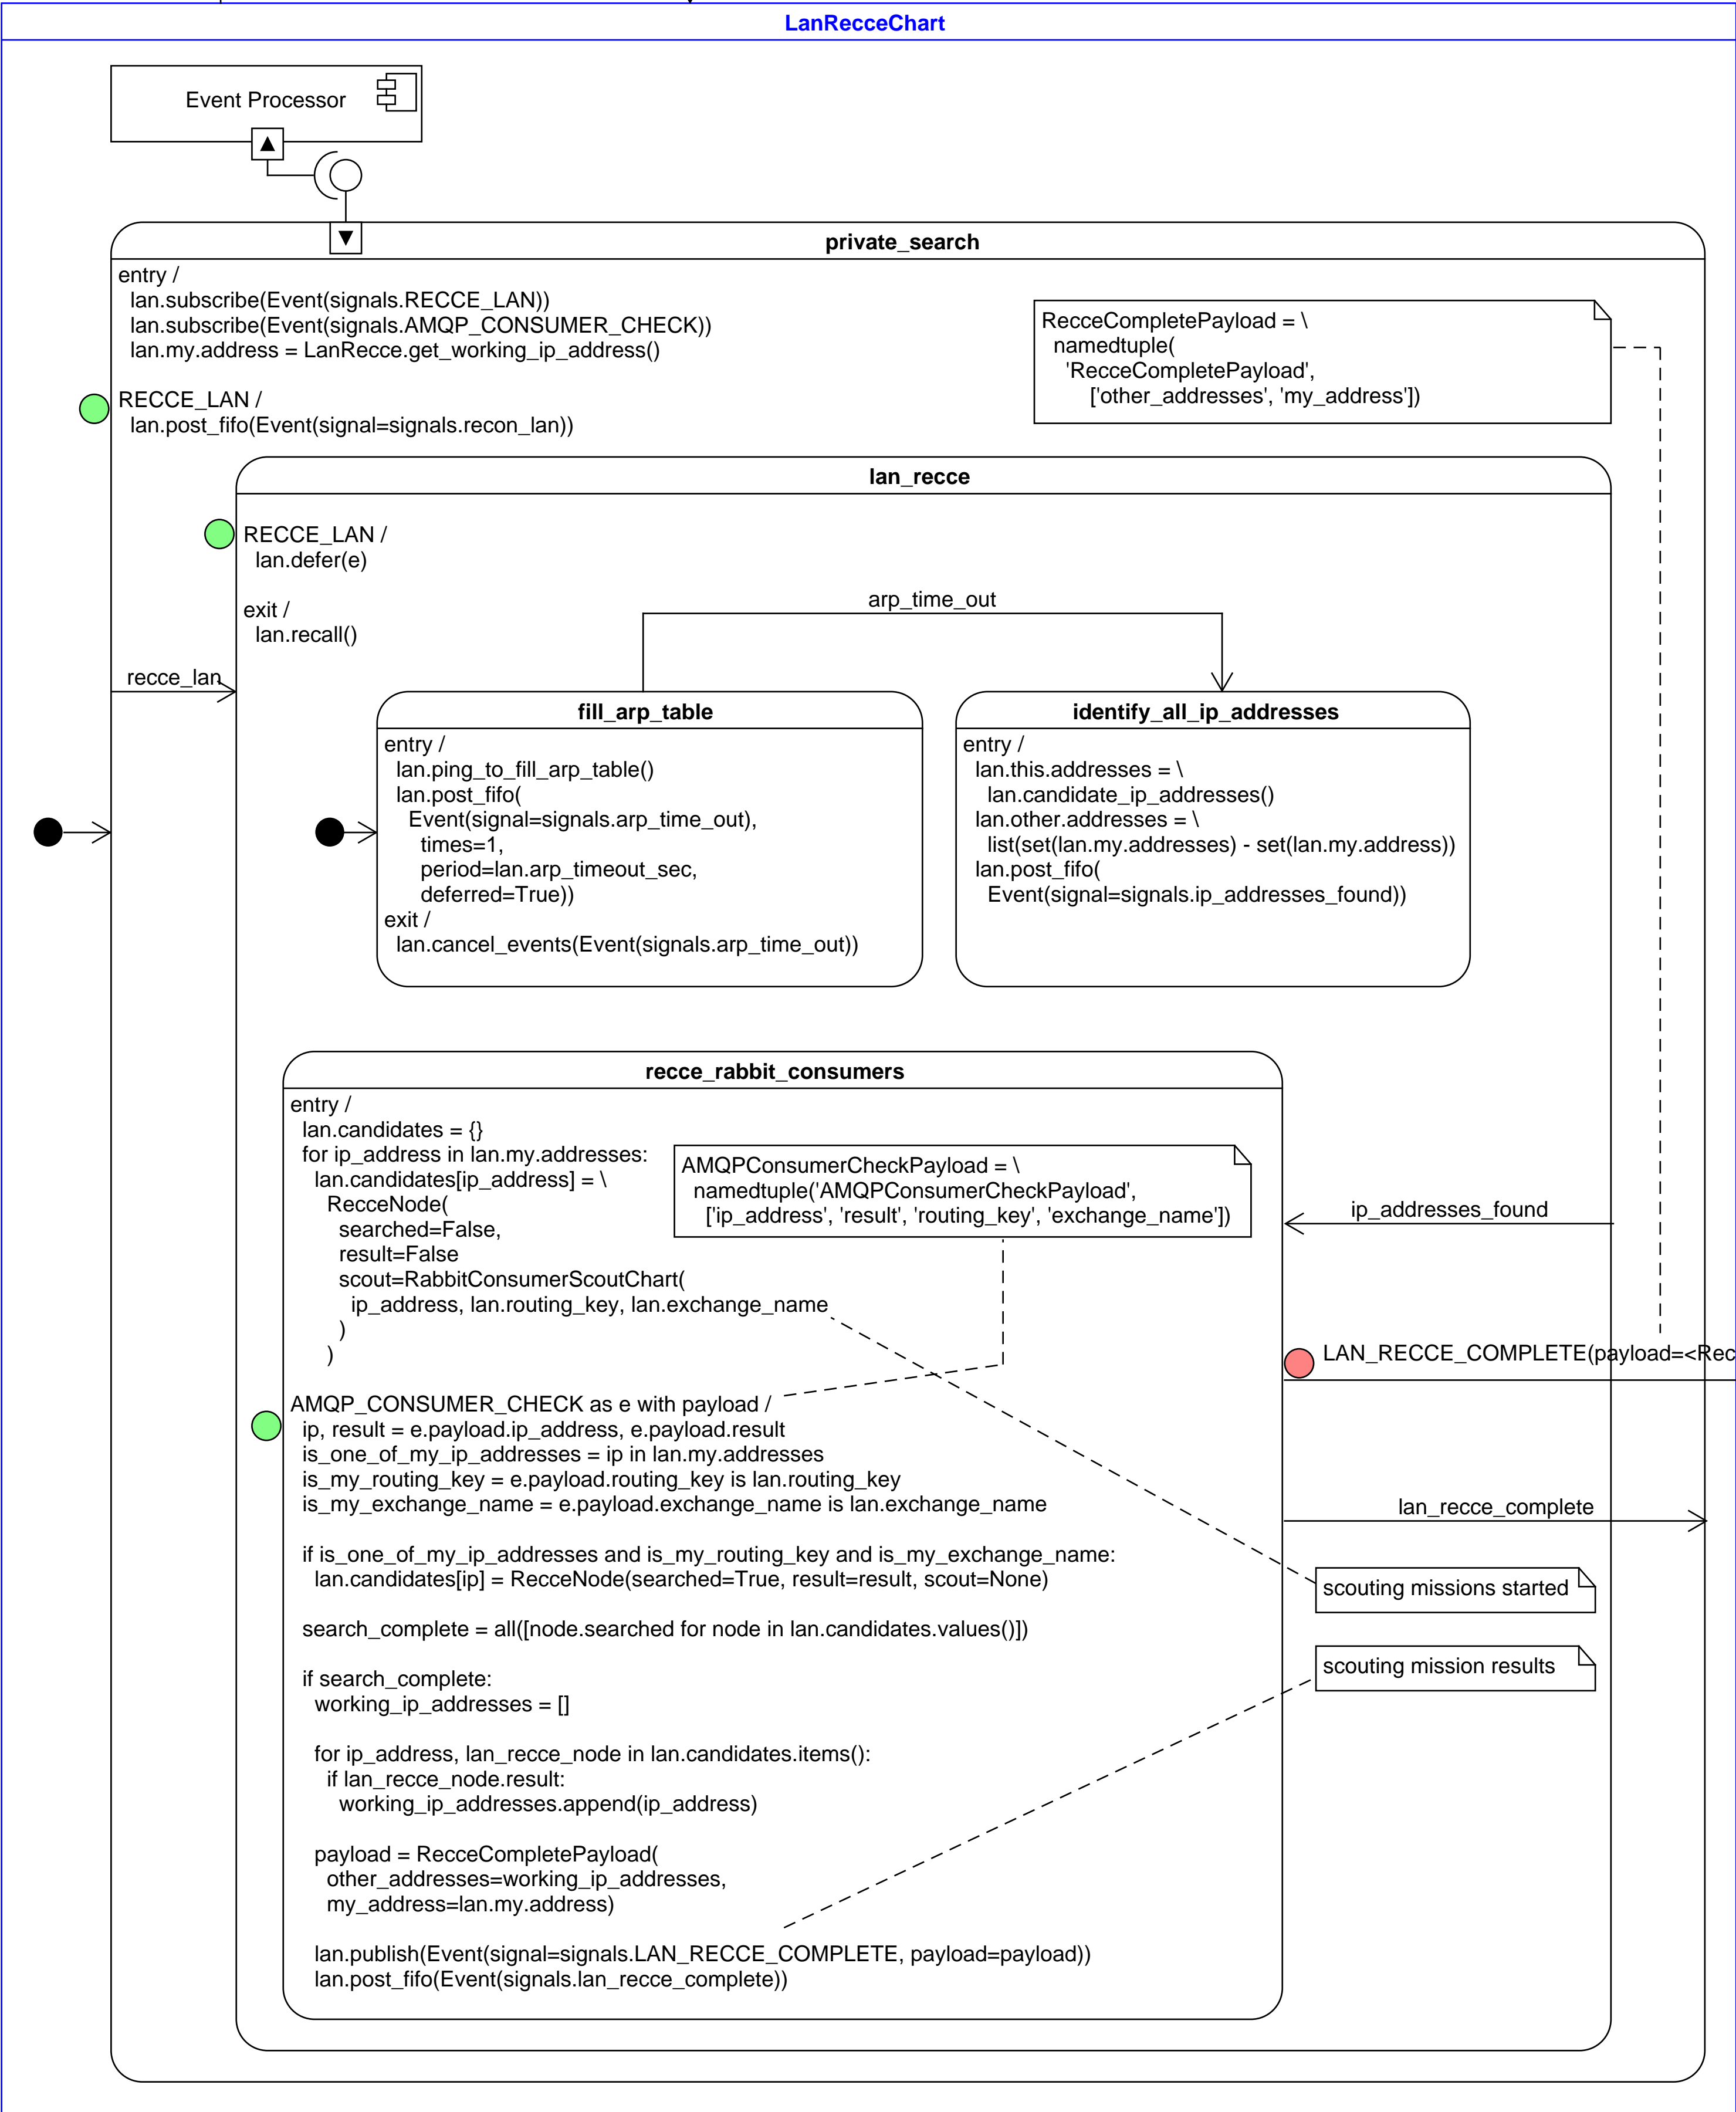 LanRecceChart
Event Processor
private_search
entry /
lan.subscribe(Event(signals.RECCE_LAN))
lan.subscribe(Event(signals.AMQP_CONSUMER_CHECK))
lan.my.address = LanRecce.get_working_ip_address()
RECCE_LAN /
lan.post_fifo(Event(signal=signals.recon_lan))
RecceCompletePayload = \
namedtuple(
'RecceCompletePayload',
['other_addresses', 'my_address'])
lan_recce
RECCE_LAN /
lan.defer(e)
exit /
lan.recall()
arp_time_out
recce_lan
fill_arp_table
entry /
lan.ping_to_fill_arp_table()
lan.post_fifo(
Event(signal=signals.arp_time_out),
times=1,
period=lan.arp_timeout_sec,
deferred=True))
exit /
lan.cancel_events(Event(signals.arp_time_out))
identify_all_ip_addresses
entry /
lan.this.addresses = \
lan.candidate_ip_addresses()
lan.other.addresses = \
list(set(lan.my.addresses) - set(lan.my.address))
lan.post_fifo(
Event(signal=signals.ip_addresses_found))
recce_rabbit_consumers
entry /
lan.candidates = {}
for ip_address in lan.my.addresses:
lan.candidates[ip_address] = \
RecceNode(
searched=False,
result=False
scout=RabbitConsumerScoutChart(
ip_address, lan.routing_key, lan.exchange_name
)
)
AMQPConsumerCheckPayload = \
namedtuple('AMQPConsumerCheckPayload',
['ip_address', 'result', 'routing_key', 'exchange_name'])
ip_addresses_found
LAN_RECCE_COMPLETE(payload=<Rec
AMQP_CONSUMER_CHECK as e with payload /
ip, result = e.payload.ip_address, e.payload.result
is_one_of_my_ip_addresses = ip in lan.my.addresses
is_my_routing_key = e.payload.routing_key is lan.routing_key
is_my_exchange_name = e.payload.exchange_name is lan.exchange_name
if is_one_of_my_ip_addresses and is_my_routing_key and is_my_exchange_name:
lan.candidates[ip] = RecceNode(searched=True, result=result, scout=None)
search_complete = all([node.searched for node in lan.candidates.values()])
if search_complete:
working_ip_addresses = []
for ip_address, lan_recce_node in lan.candidates.items():
if lan_recce_node.result:
working_ip_addresses.append(ip_address)
payload = RecceCompletePayload(
other_addresses=working_ip_addresses,
my_address=lan.my.address)
lan.publish(Event(signal=signals.LAN_RECCE_COMPLETE, payload=payload))
lan.post_fifo(Event(signals.lan_recce_complete))
lan_recce_complete
scouting missions started
scouting mission results